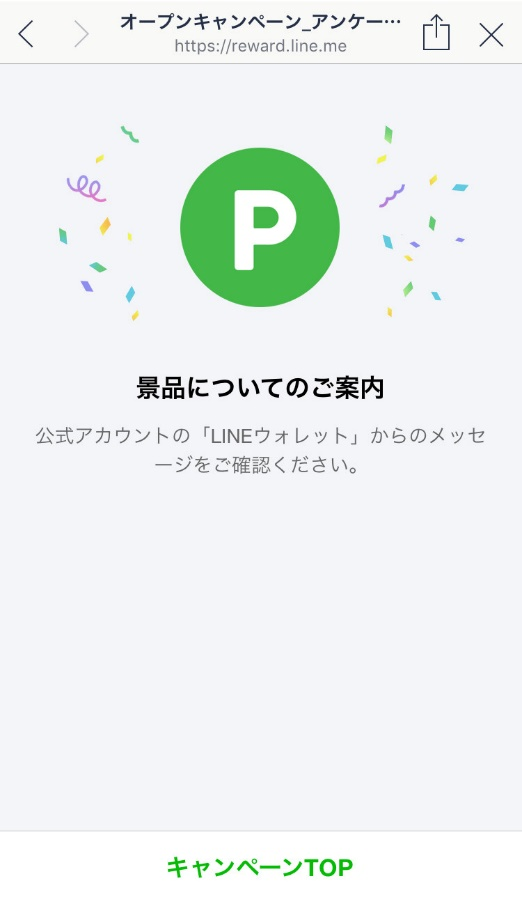 オープンキャンペーン_アンケー…
https://reward.line.me
P
景品についてのご案内
公式アカウントの「LINEウォレット」からのメッセ
ージをご確認ください。
キャンペーンTOP